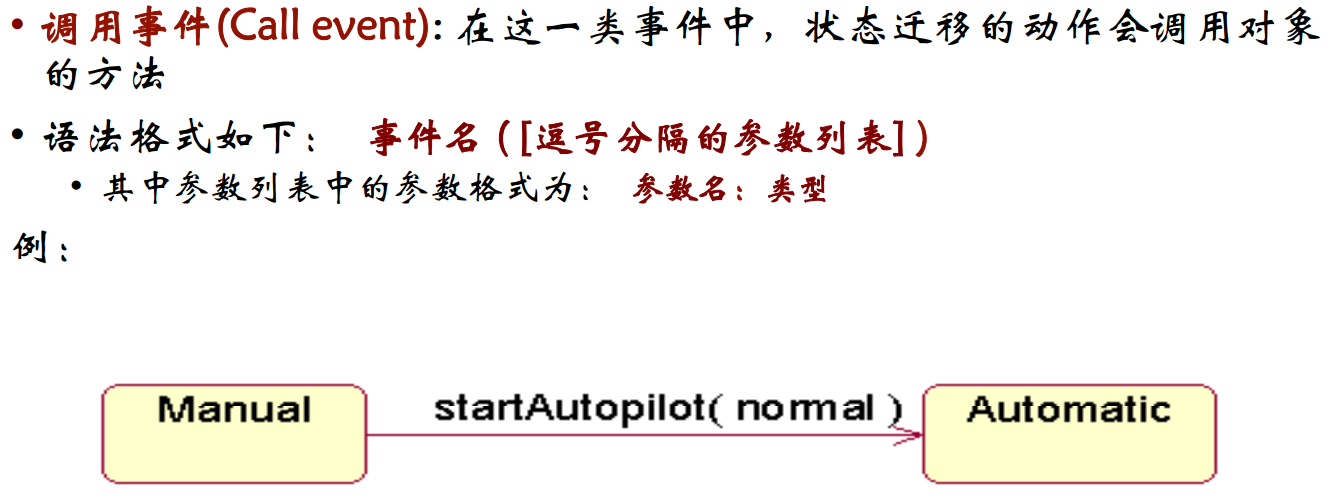 • 调用事件(Call event): 在这一类事件中，状态迁移的动作会调用对象
的方法
• 语法格式如下： 事件名 ( [逗号分隔的参数列表] )
• 其中参数列表中的参数格式为： 参数名：类型
例：
Manual startAutopilot( normal ) Automatic